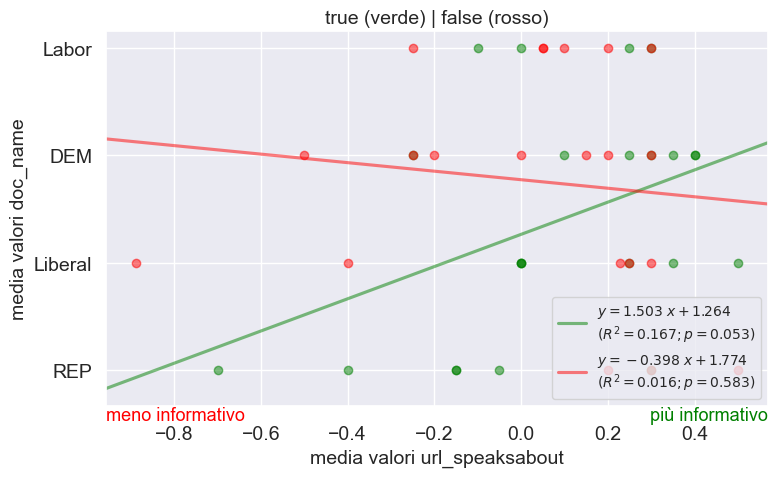 true (verde) | false (rosso)
Labor
DEM
Liberal
REP
media valori doc_name
y = 1.503 x + 1.264
(R² = 0.167; p = 0.053)
y = −0.398 x + 1.774
(R² = 0.016; p = 0.583)
meno informativo
più informativo
−0.8
−0.6
−0.4
−0.2
0.0
0.2
0.4
media valori url_speaksabout